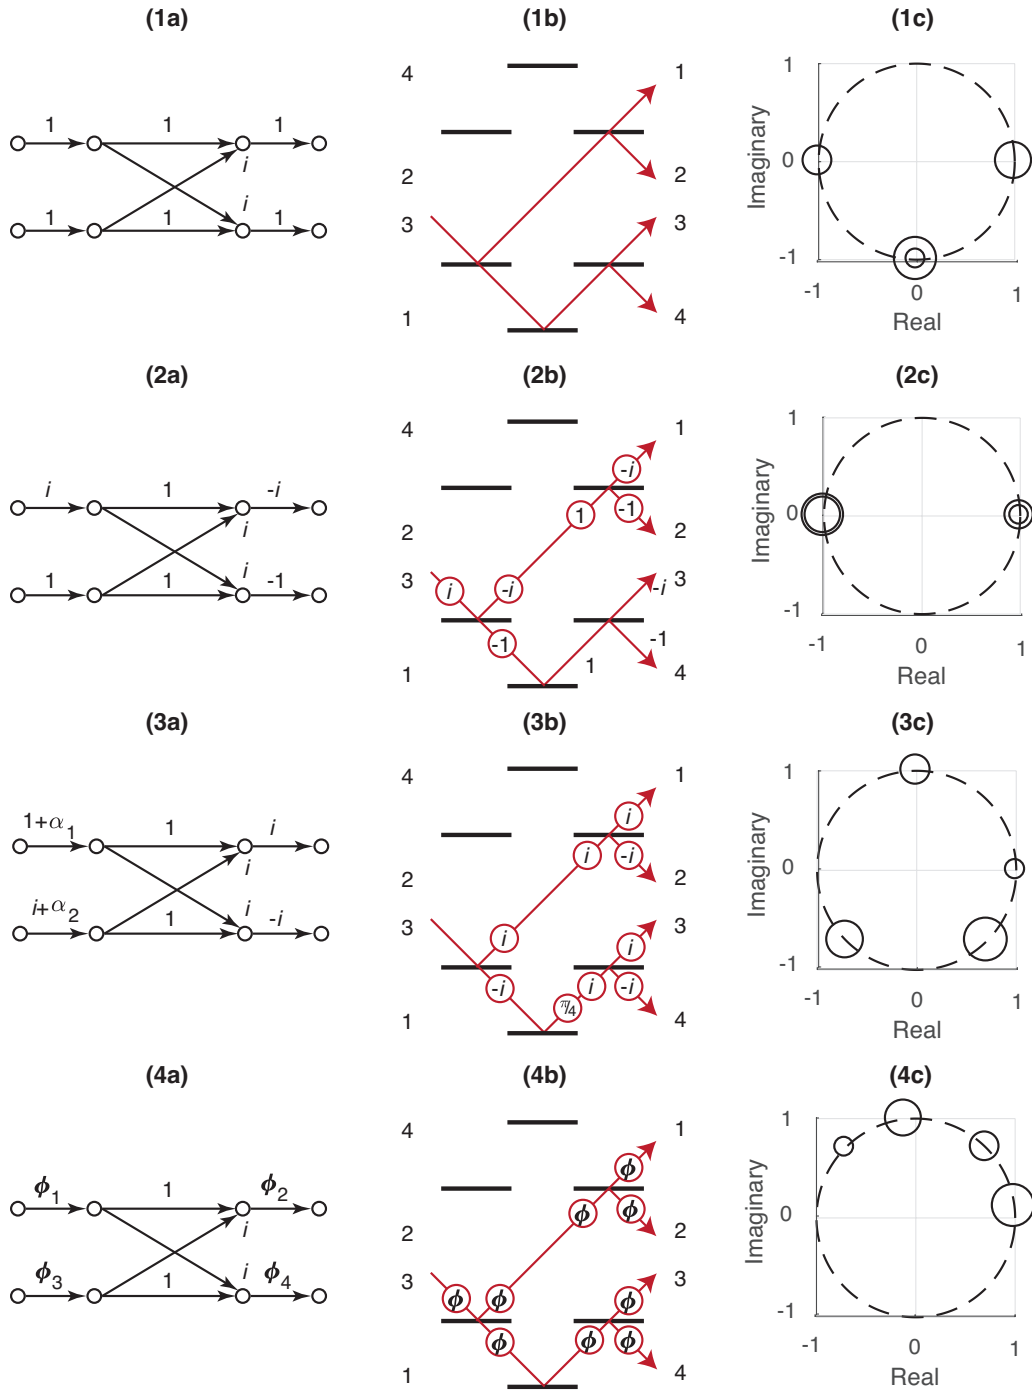 (1a) (1b) (1c)
1 1 1
i
i
1 1 1
4 2 3 1
1 2 3 4
Imaginary
1 0 -1
-1 0 1
Real
(2a) (2b) (2c)
i 1 -i
i
i
1 1 -1
4 2 3 1
i -i -1 1 -i -1
1 -i -1
1 2 3 4
Imaginary
1 0 -1
-1 0 1
Real
(3a) (3b) (3c)
1+α1 1 i
i
i
i+α2 1 -i
4 2 3 1
i -i i i -i
π/4 i i -i
1 2 3 4
Imaginary
1 0 -1
-1 0 1
Real
(4a) (4b) (4c)
ϕ1 1 ϕ2
i
i
ϕ3 1 ϕ4
4 2 3 1
ϕ ϕ ϕ ϕ ϕ ϕ
ϕ ϕ ϕ
1 2 3 4
Imaginary
1 0 -1
-1 0 1
Real